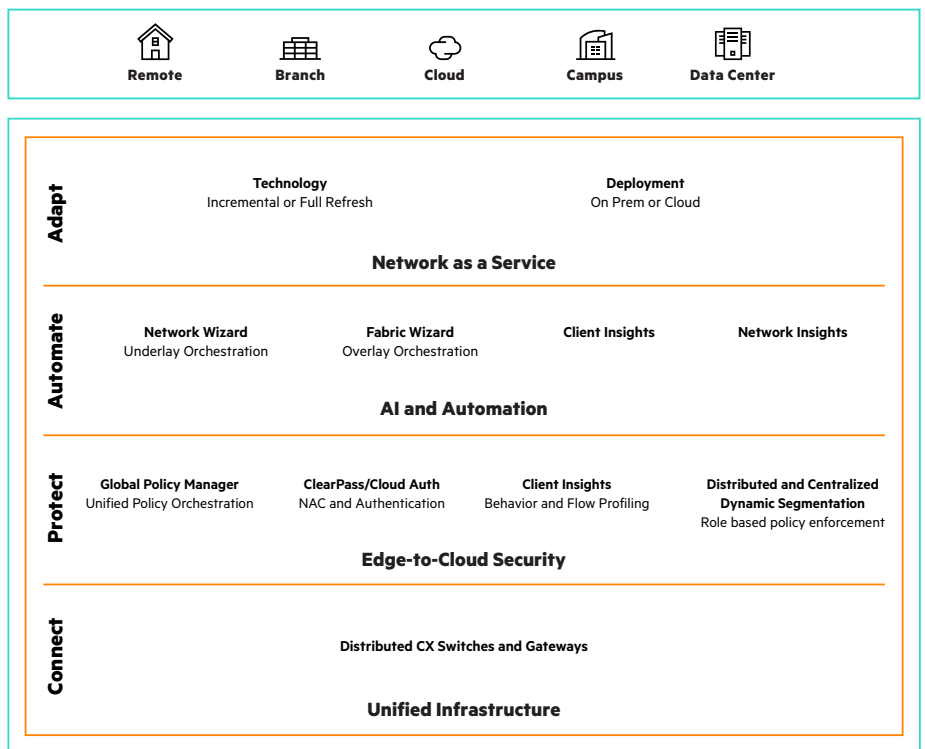 Remote
Branch
Cloud
Campus
Data Center
Adapt
Technology
Incremental or Full Refresh
Deployment
On Prem or Cloud
Network as a Service
Automate
Network Wizard
Underlay Orchestration
Fabric Wizard
Overlay Orchestration
Client Insights
Network Insights
AI and Automation
Protect
Global Policy Manager
Unified Policy Orchestration
ClearPass/Cloud Auth
NAC and Authentication
Client Insights
Behavior and Flow Profiling
Distributed and Centralized
Dynamic Segmentation
Role based policy enforcement
Edge-to-Cloud Security
Connect
Distributed CX Switches and Gateways
Unified Infrastructure